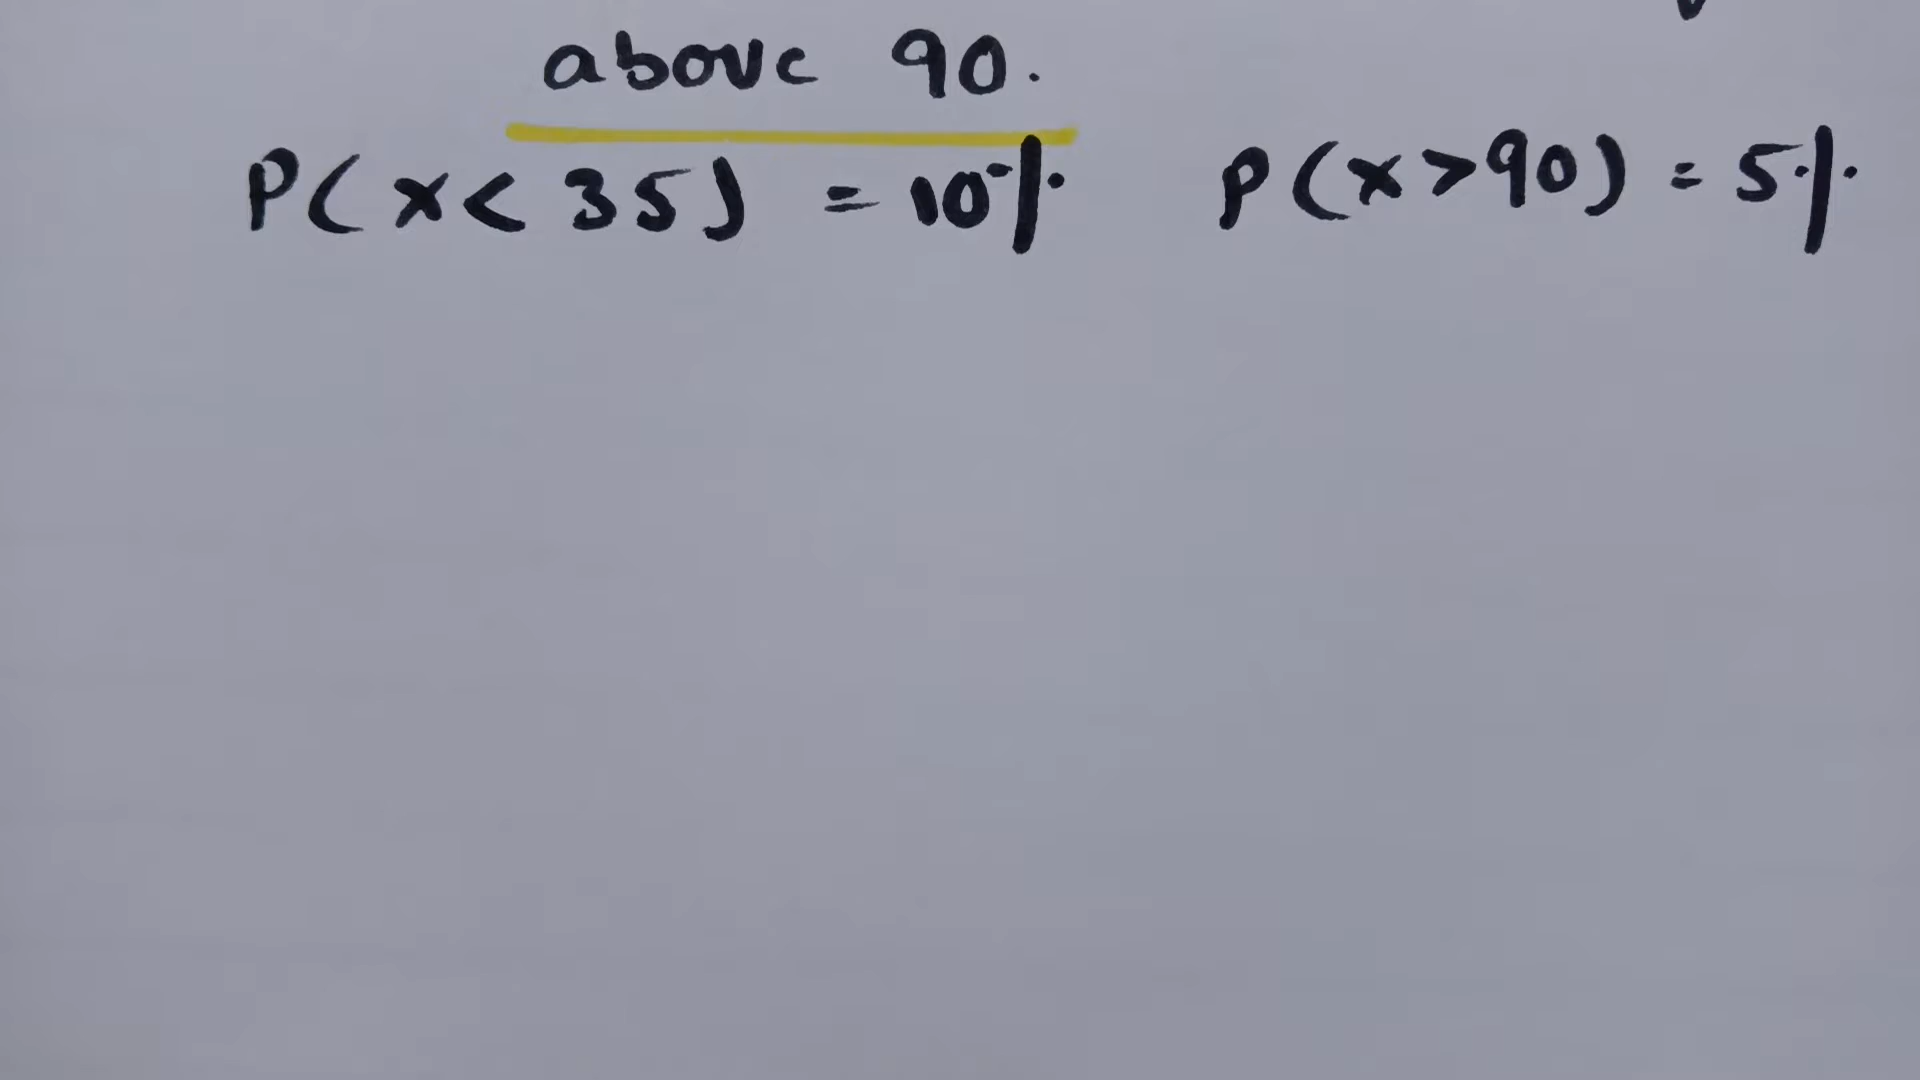 above 90.
P(x < 35) = 10% P(x > 90) = 5%